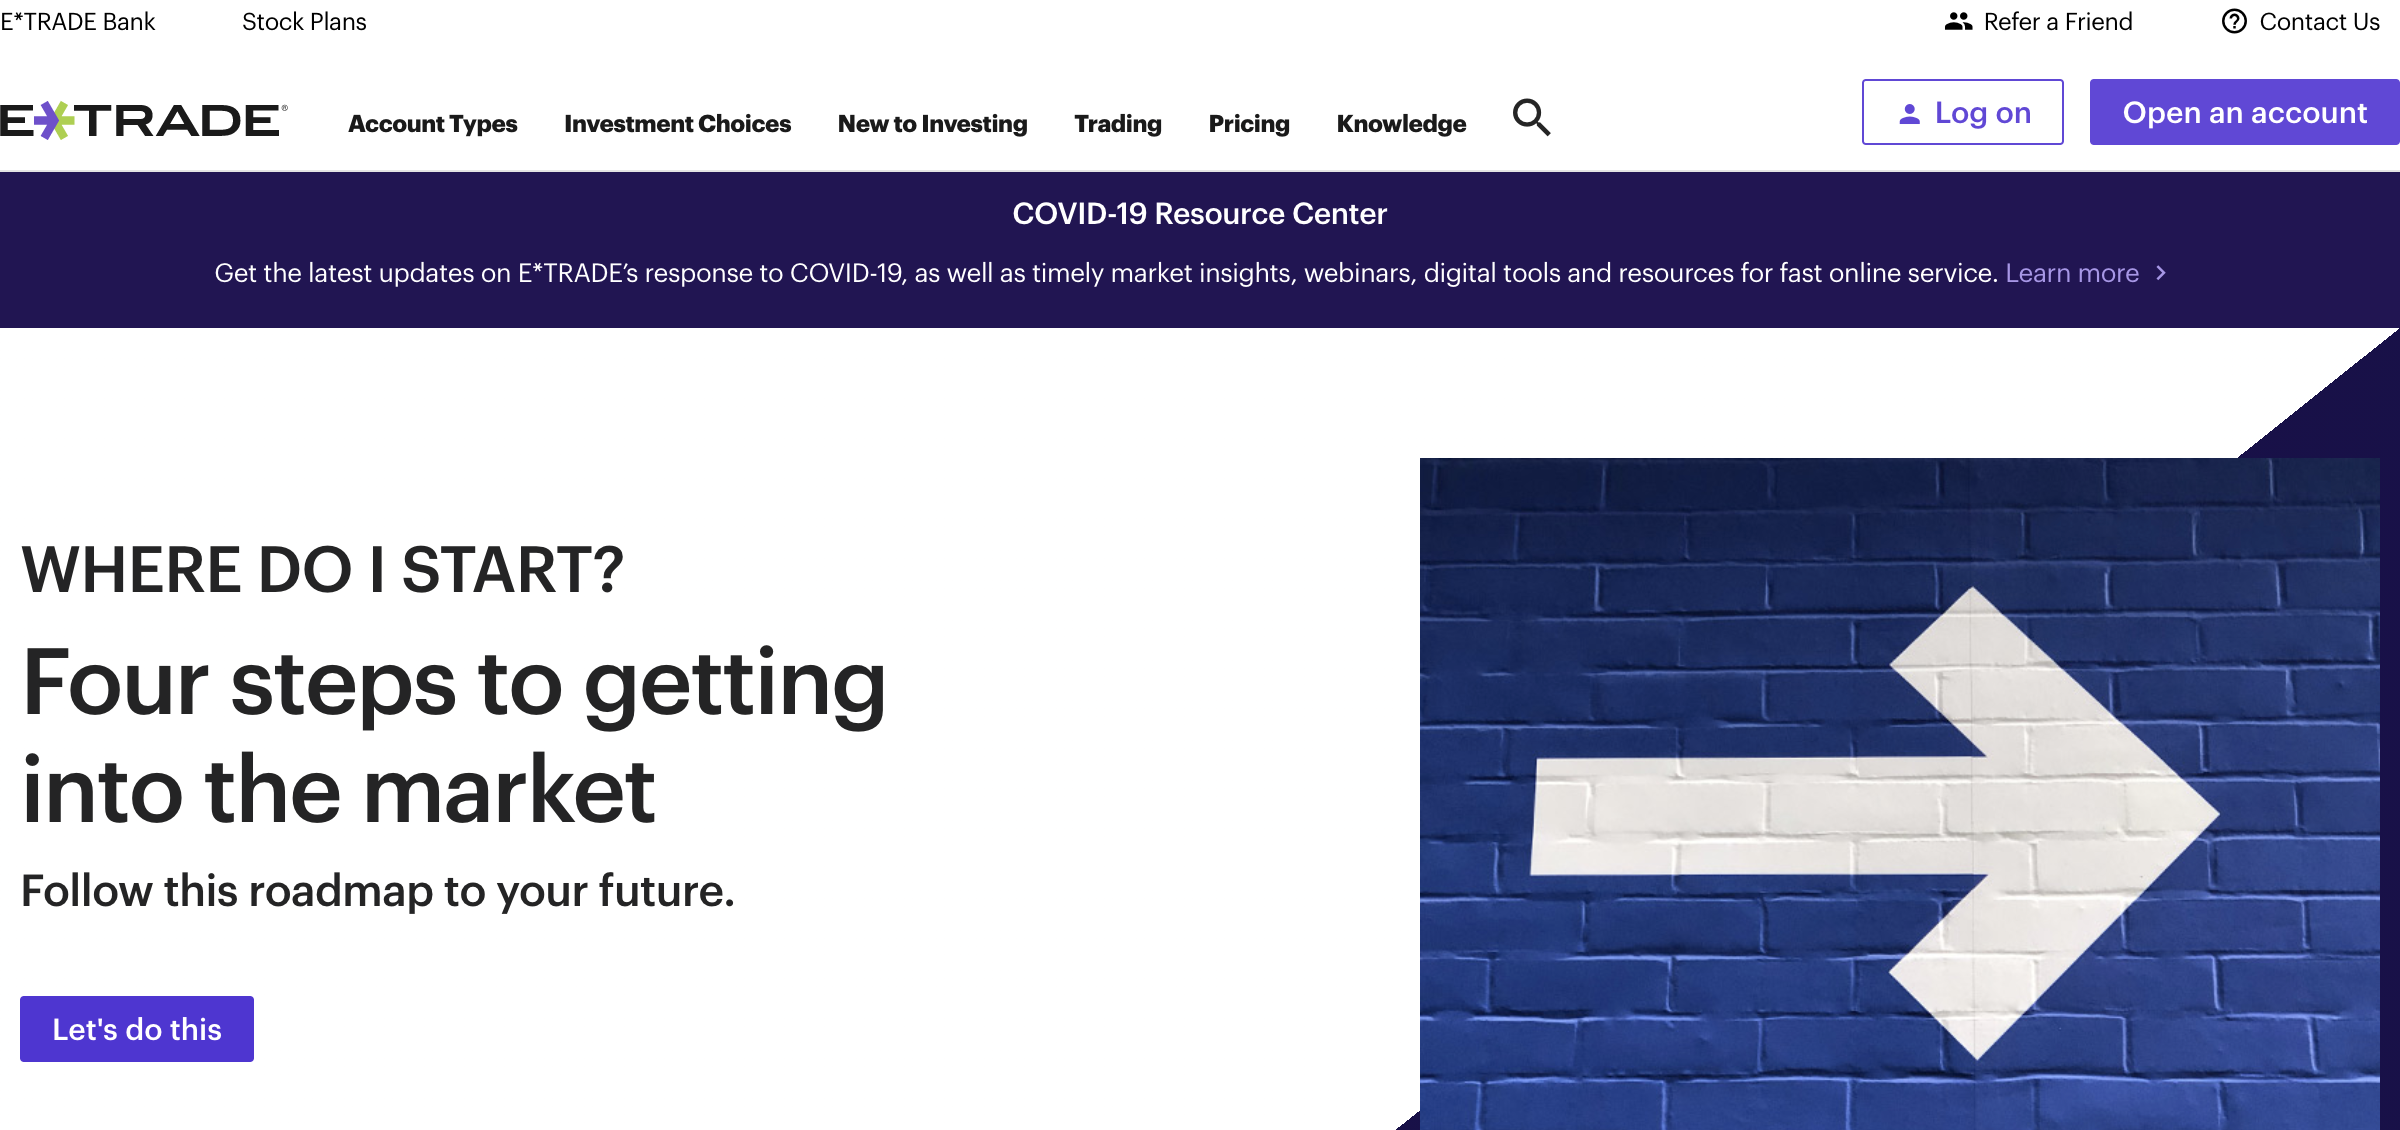 E*TRADE Bank
Stock Plans
Refer a Friend
Contact Us
E*TRADE®
Account Types
Investment Choices
New to Investing
Trading
Pricing
Knowledge
Log on
Open an account
COVID-19 Resource Center
Get the latest updates on E*TRADE’s response to COVID-19, as well as timely market insights, webinars, digital tools and resources for fast online service. Learn more
WHERE DO I START?
Four steps to getting
into the market
Follow this roadmap to your future.
Let's do this